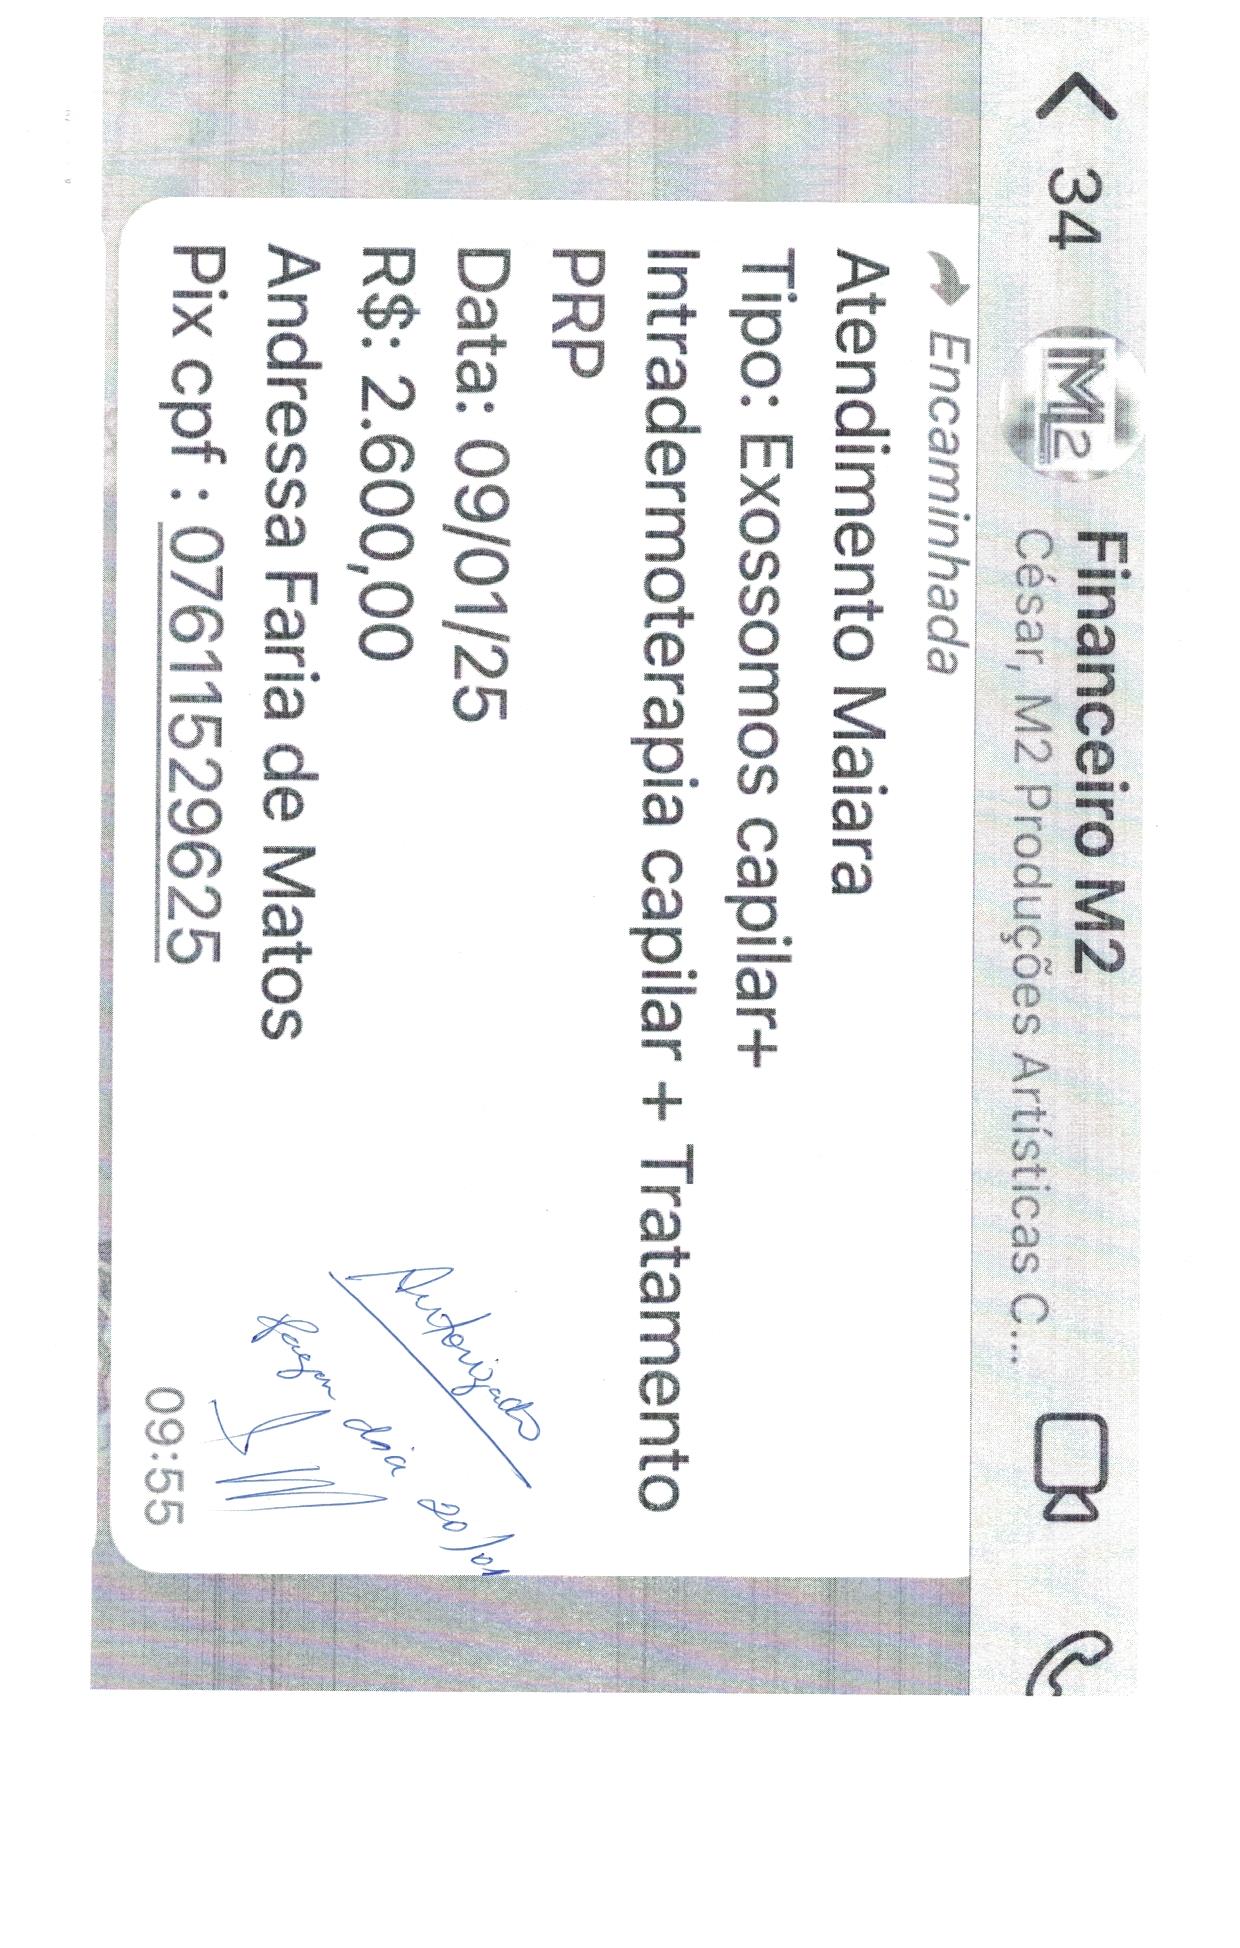 34
M2
Financeiro M2
César, M2 Produções Artísticas C...
Encaminhada
Atendimento Maiara
Tipo: Exossomos capilar+
Intradermoterapia capilar + Tratamento
PRP
Data: 09/01/25
R$: 2.600,00
Andressa Faria de Matos
Pix cpf : 07611529625
09:55
Autorizado
dia 20/01